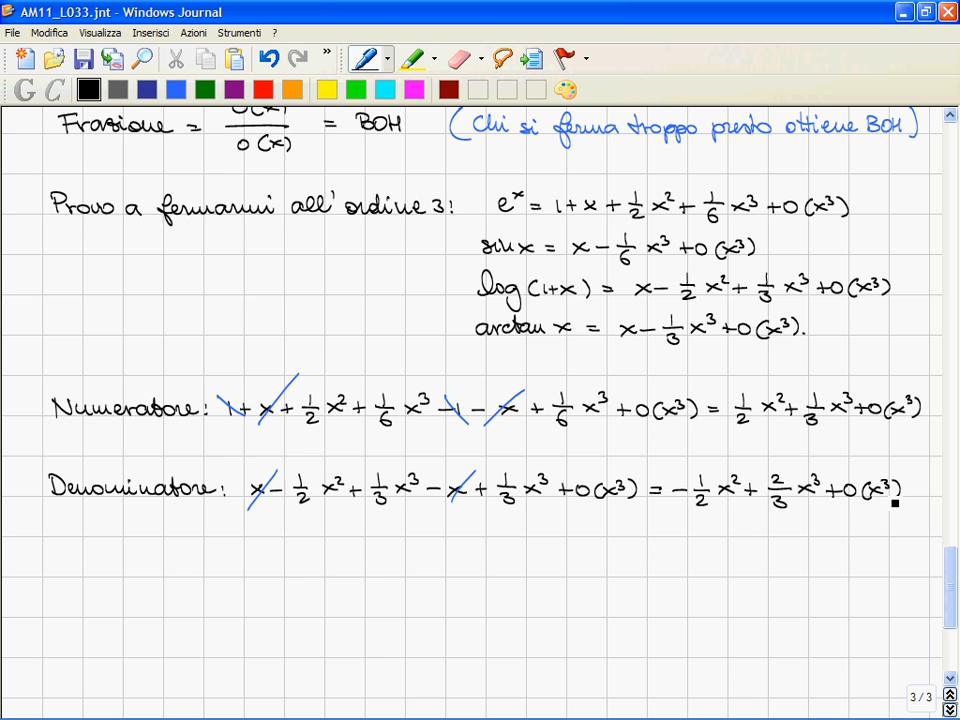 AM11_L033.jnt - Windows Journal
File Modifica Visualizza Inserisci Azioni Strumenti ?
Frazione = o(x)/o(x) = BOH (Chi si ferma troppo presto ottiene BOH)
Provo a fermarmi all'ordine 3: e^x = 1 + x + 1/2 x^2 + 1/6 x^3 + o(x^3)
sin x = x - 1/6 x^3 + o(x^3)
log(1+x) = x - 1/2 x^2 + 1/3 x^3 + o(x^3)
arctan x = x - 1/3 x^3 + o(x^3).
Numeratore: 1 + x + 1/2 x^2 + 1/6 x^3 - 1 - x + 1/6 x^3 + o(x^3) = 1/2 x^2 + 1/3 x^3 + o(x^3)
Denominatore: x - 1/2 x^2 + 1/3 x^3 - x + 1/3 x^3 + o(x^3) = - 1/2 x^2 + 2/3 x^3 + o(x^3)
3 / 3